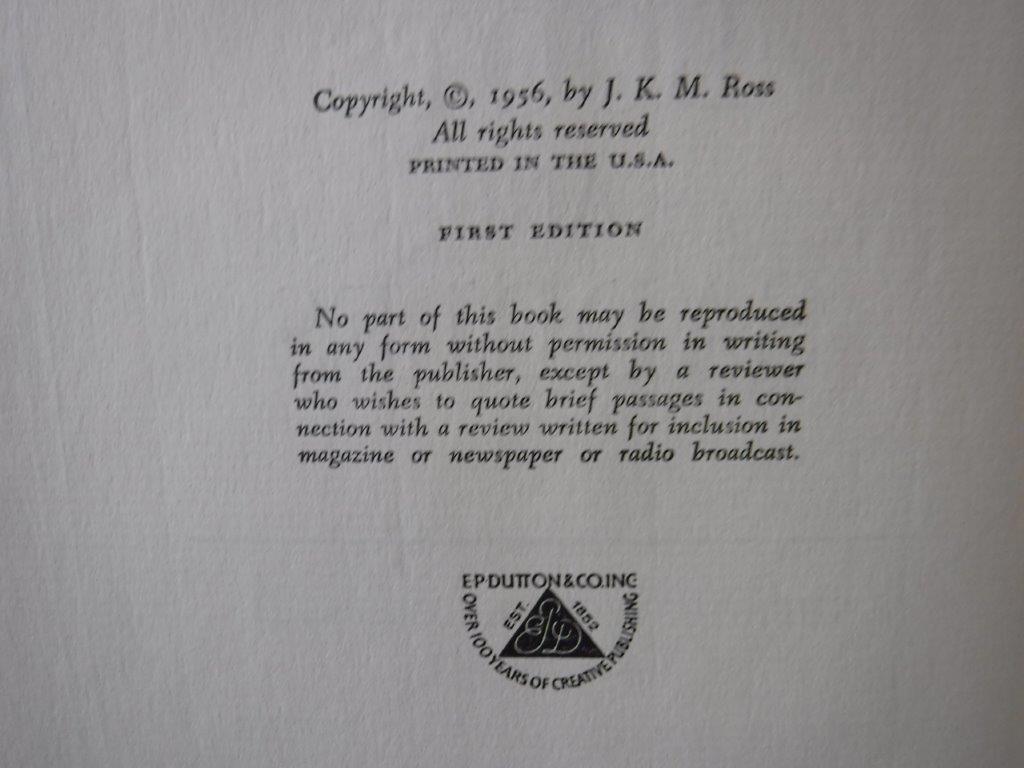 Copyright, ©, 1956, by J. K. M. Ross
All rights reserved
PRINTED IN THE U.S.A.
FIRST EDITION
No part of this book may be reproduced
in any form without permission in writing
from the publisher, except by a reviewer
who wishes to quote brief passages in con-
nection with a review written for inclusion in
magazine or newspaper or radio broadcast.
E·P·DUTTON & CO. INC
EST. 1852
EPD
OVER 100 YEARS OF CREATIVE PUBLISHING